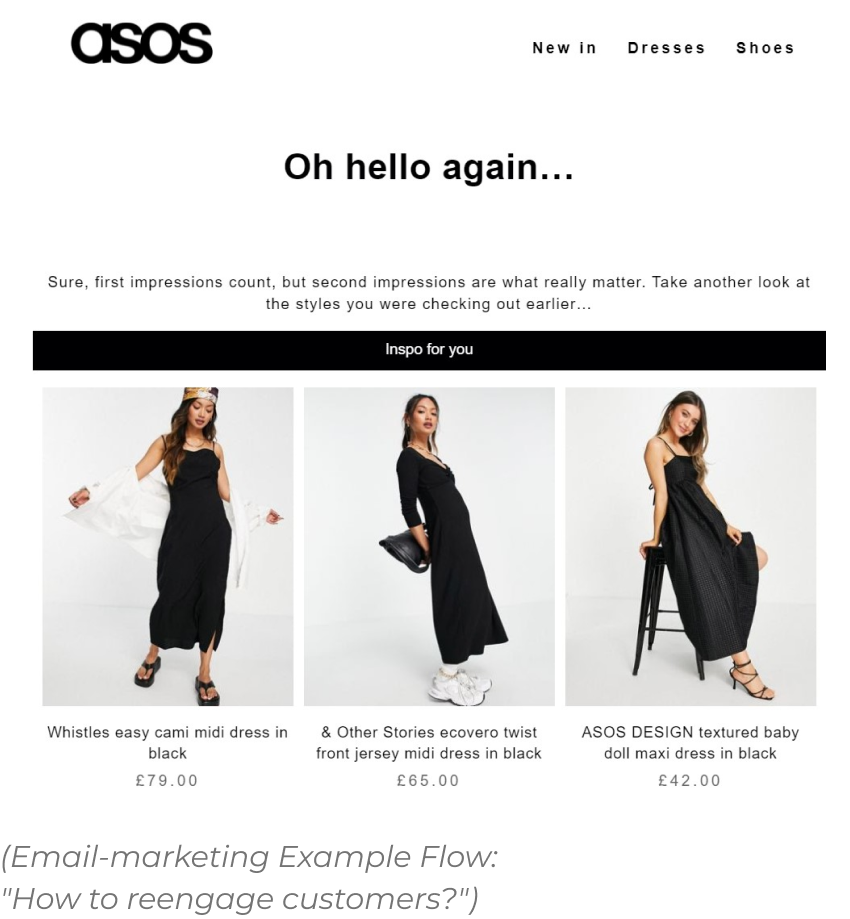 asos
New in Dresses Shoes
Oh hello again...
Sure, first impressions count, but second impressions are what really matter. Take another look at
the styles you were checking out earlier...
Inspo for you
Whistles easy cami midi dress in
black
£79.00
& Other Stories ecovero twist
front jersey midi dress in black
£65.00
ASOS DESIGN textured baby
doll maxi dress in black
£42.00
(Email-marketing Example Flow:
"How to reengage customers?")